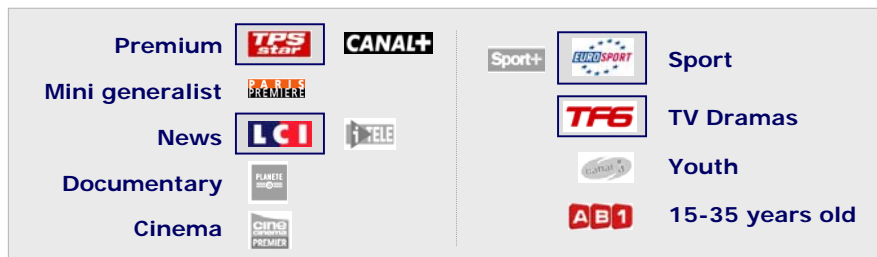 Premium TPS star CANAL+
Mini generalist PARIS PREMIERE
News LCI i TELE
Documentary PLANETE
Cinema cine cinema PREMIER
Sport+ EUROSPORT Sport
TF6 TV Dramas
canal j Youth
AB1 15-35 years old